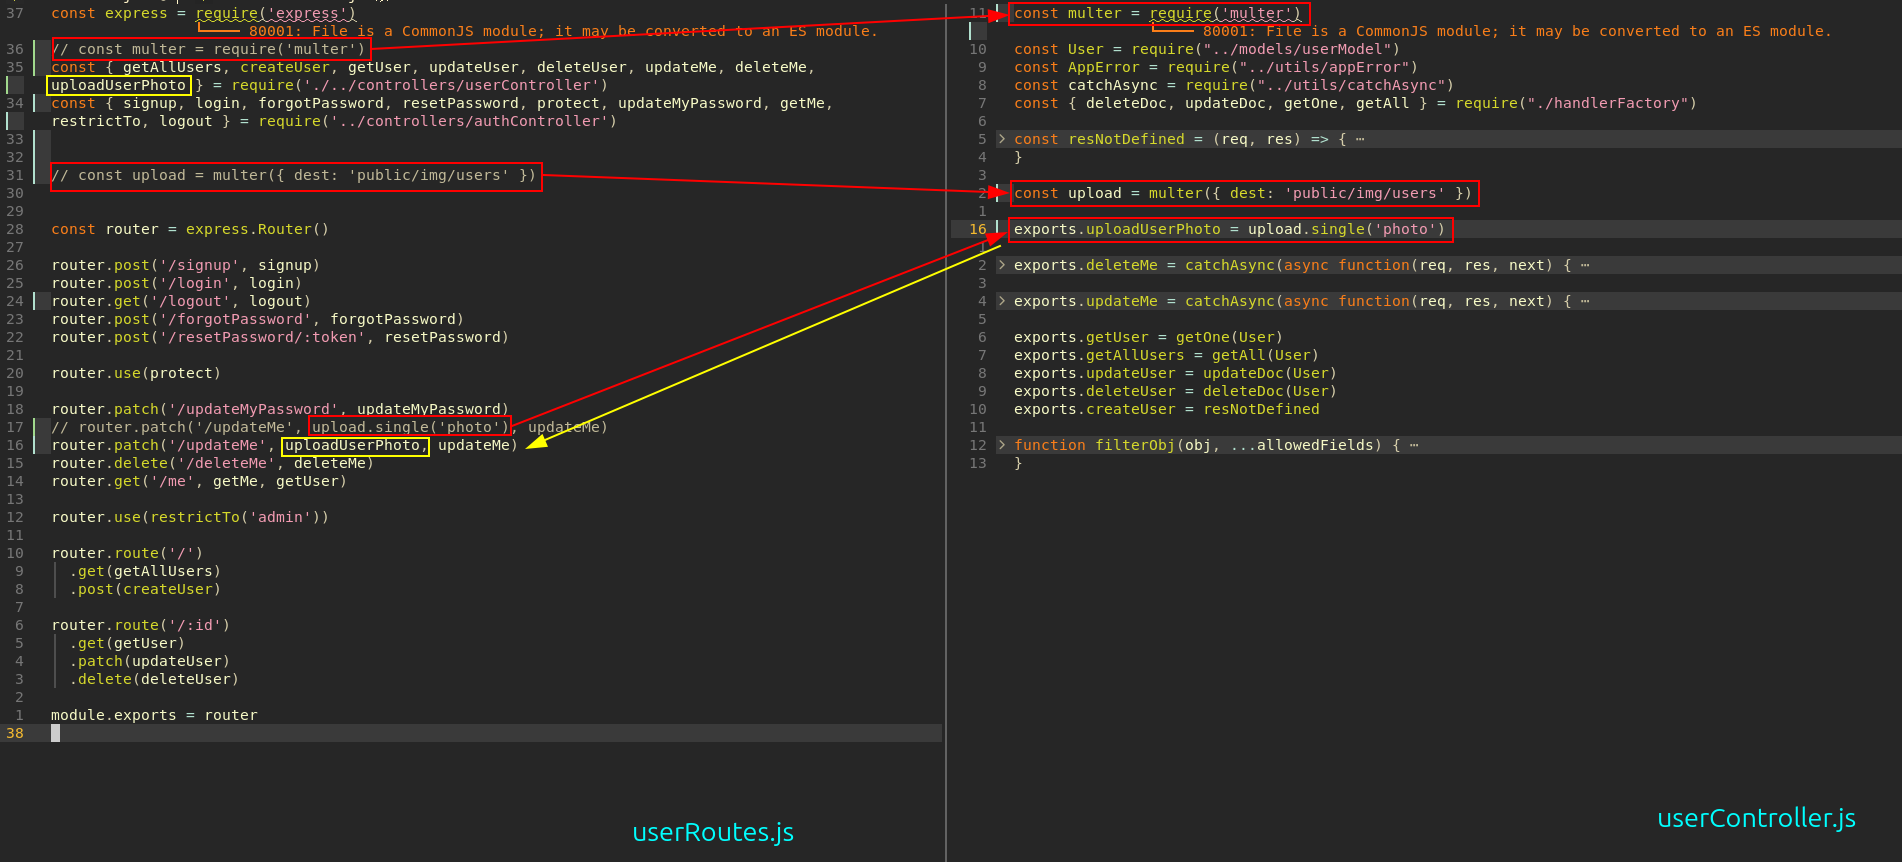 37 const express = require('express')
80001: File is a CommonJS module; it may be converted to an ES module.
36 // const multer = require('multer')
35 const { getAllUsers, createUser, getUser, updateUser, deleteUser, updateMe, deleteMe,
uploadUserPhoto } = require('./../controllers/userController')
34 const { signup, login, forgotPassword, resetPassword, protect, updateMyPassword, getMe,
restrictTo, logout } = require('../controllers/authController')
33
32
31 // const upload = multer({ dest: 'public/img/users' })
30
29
28 const router = express.Router()
27
26 router.post('/signup', signup)
25 router.post('/login', login)
24 router.get('/logout', logout)
23 router.post('/forgotPassword', forgotPassword)
22 router.post('/resetPassword/:token', resetPassword)
21
20 router.use(protect)
19
18 router.patch('/updateMyPassword', updateMyPassword)
17 // router.patch('/updateMe', upload.single('photo'), updateMe)
16 router.patch('/updateMe', uploadUserPhoto, updateMe)
15 router.delete('/deleteMe', deleteMe)
14 router.get('/me', getMe, getUser)
13
12 router.use(restrictTo('admin'))
11
10 router.route('/')
9 .get(getAllUsers)
8 .post(createUser)
7
6 router.route('/:id')
5 .get(getUser)
4 .patch(updateUser)
3 .delete(deleteUser)
2
1 module.exports = router
38
userRoutes.js
11 const multer = require('multer')
80001: File is a CommonJS module; it may be converted to an ES module.
10 const User = require("../models/userModel")
9 const AppError = require("../utils/appError")
8 const catchAsync = require("../utils/catchAsync")
7 const { deleteDoc, updateDoc, getOne, getAll } = require("./handlerFactory")
6
5 > const resNotDefined = (req, res) => { ⋯
4 }
3
2 const upload = multer({ dest: 'public/img/users' })
1
16 exports.uploadUserPhoto = upload.single('photo')
1
2 > exports.deleteMe = catchAsync(async function(req, res, next) { ⋯
3
4 > exports.updateMe = catchAsync(async function(req, res, next) { ⋯
5
6 exports.getUser = getOne(User)
7 exports.getAllUsers = getAll(User)
8 exports.updateUser = updateDoc(User)
9 exports.deleteUser = deleteDoc(User)
10 exports.createUser = resNotDefined
11
12 > function filterObj(obj, ...allowedFields) { ⋯
13 }
userController.js